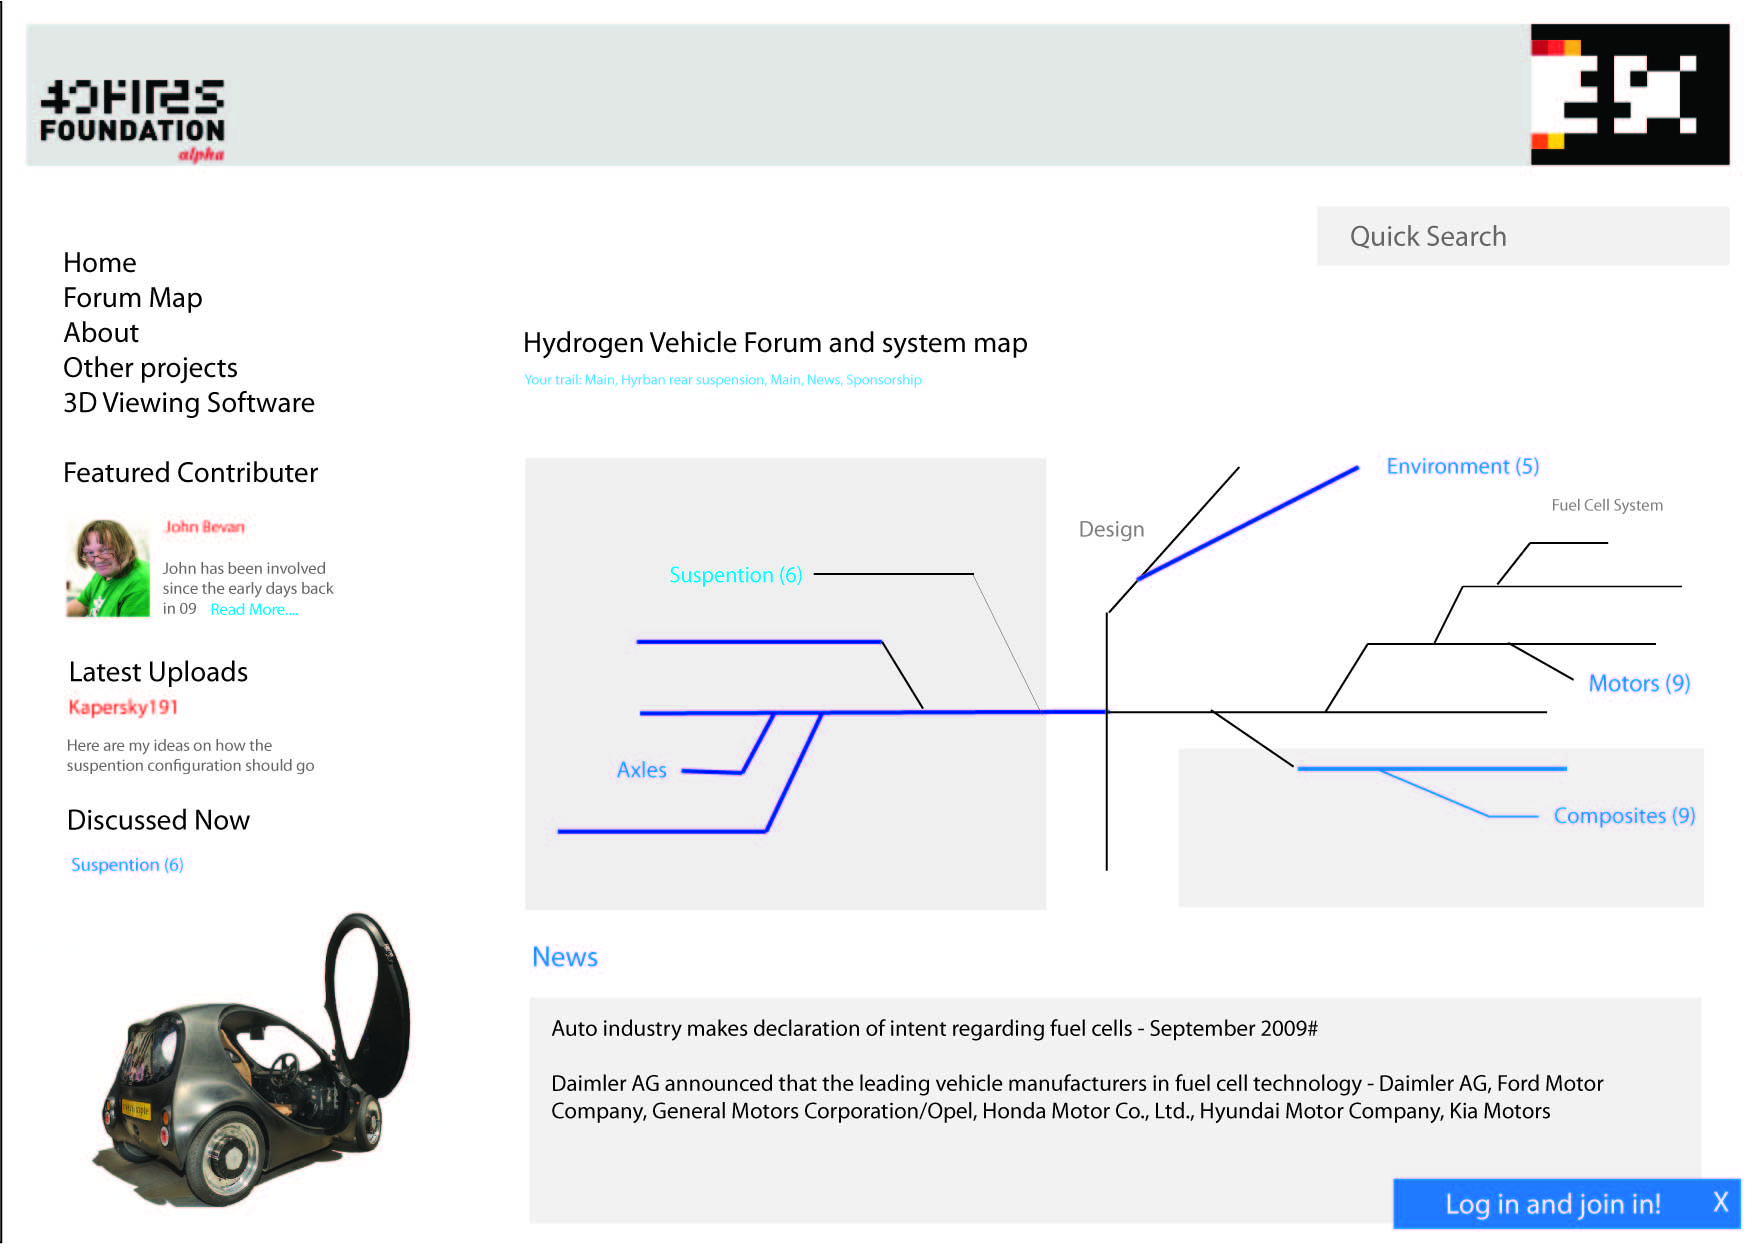 40FIRES
FOUNDATION
alpha
Quick Search
Home
Forum Map
About
Other projects
3D Viewing Software
Hydrogen Vehicle Forum and system map
Your trail: Main, Hyrban rear suspension, Main, News, Sponsorship
Featured Contributer
John Bevan
John has been involved
since the early days back
in 09 Read More....
Latest Uploads
Kapersky191
Here are my ideas on how the
suspention configuration should go
Discussed Now
Suspention (6)
Environment (5)
Fuel Cell System
Design
Suspention (6)
Motors (9)
Axles
Composites (9)
News
Auto industry makes declaration of intent regarding fuel cells - September 2009#
Daimler AG announced that the leading vehicle manufacturers in fuel cell technology - Daimler AG, Ford Motor
Company, General Motors Corporation/Opel, Honda Motor Co., Ltd., Hyundai Motor Company, Kia Motors
Log in and join in! X